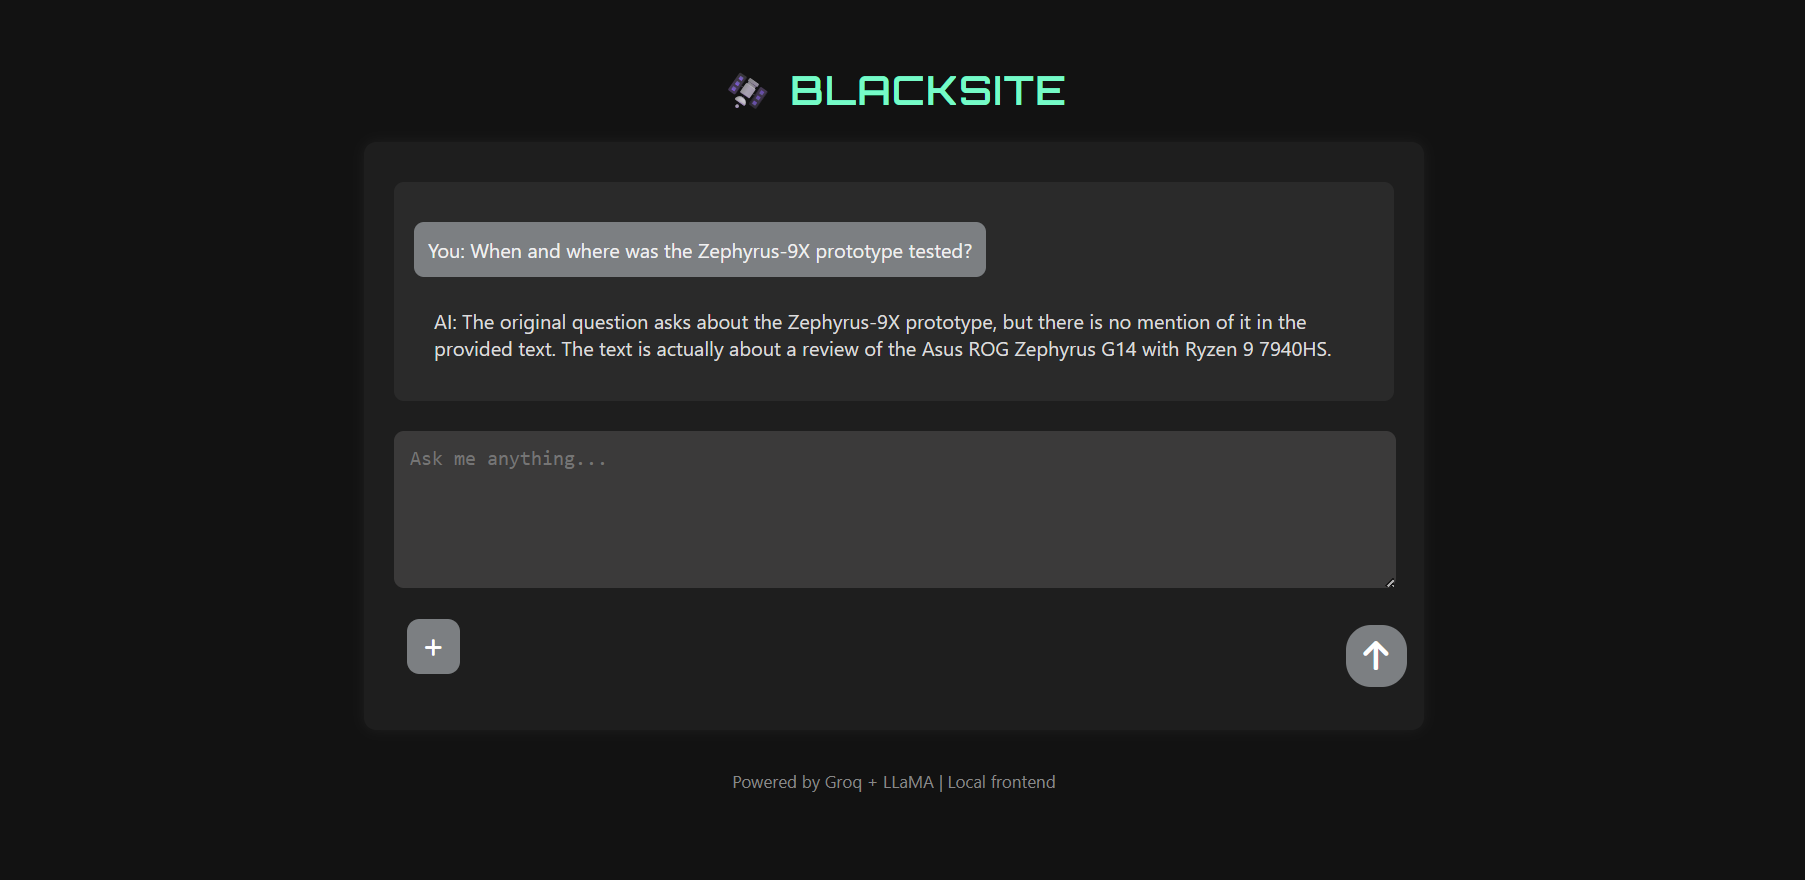 BLACKSITE
You: When and where was the Zephyrus-9X prototype tested?
AI: The original question asks about the Zephyrus-9X prototype, but there is no mention of it in the
provided text. The text is actually about a review of the Asus ROG Zephyrus G14 with Ryzen 9 7940HS.
Ask me anything...
+
Powered by Groq + LLaMA | Local frontend